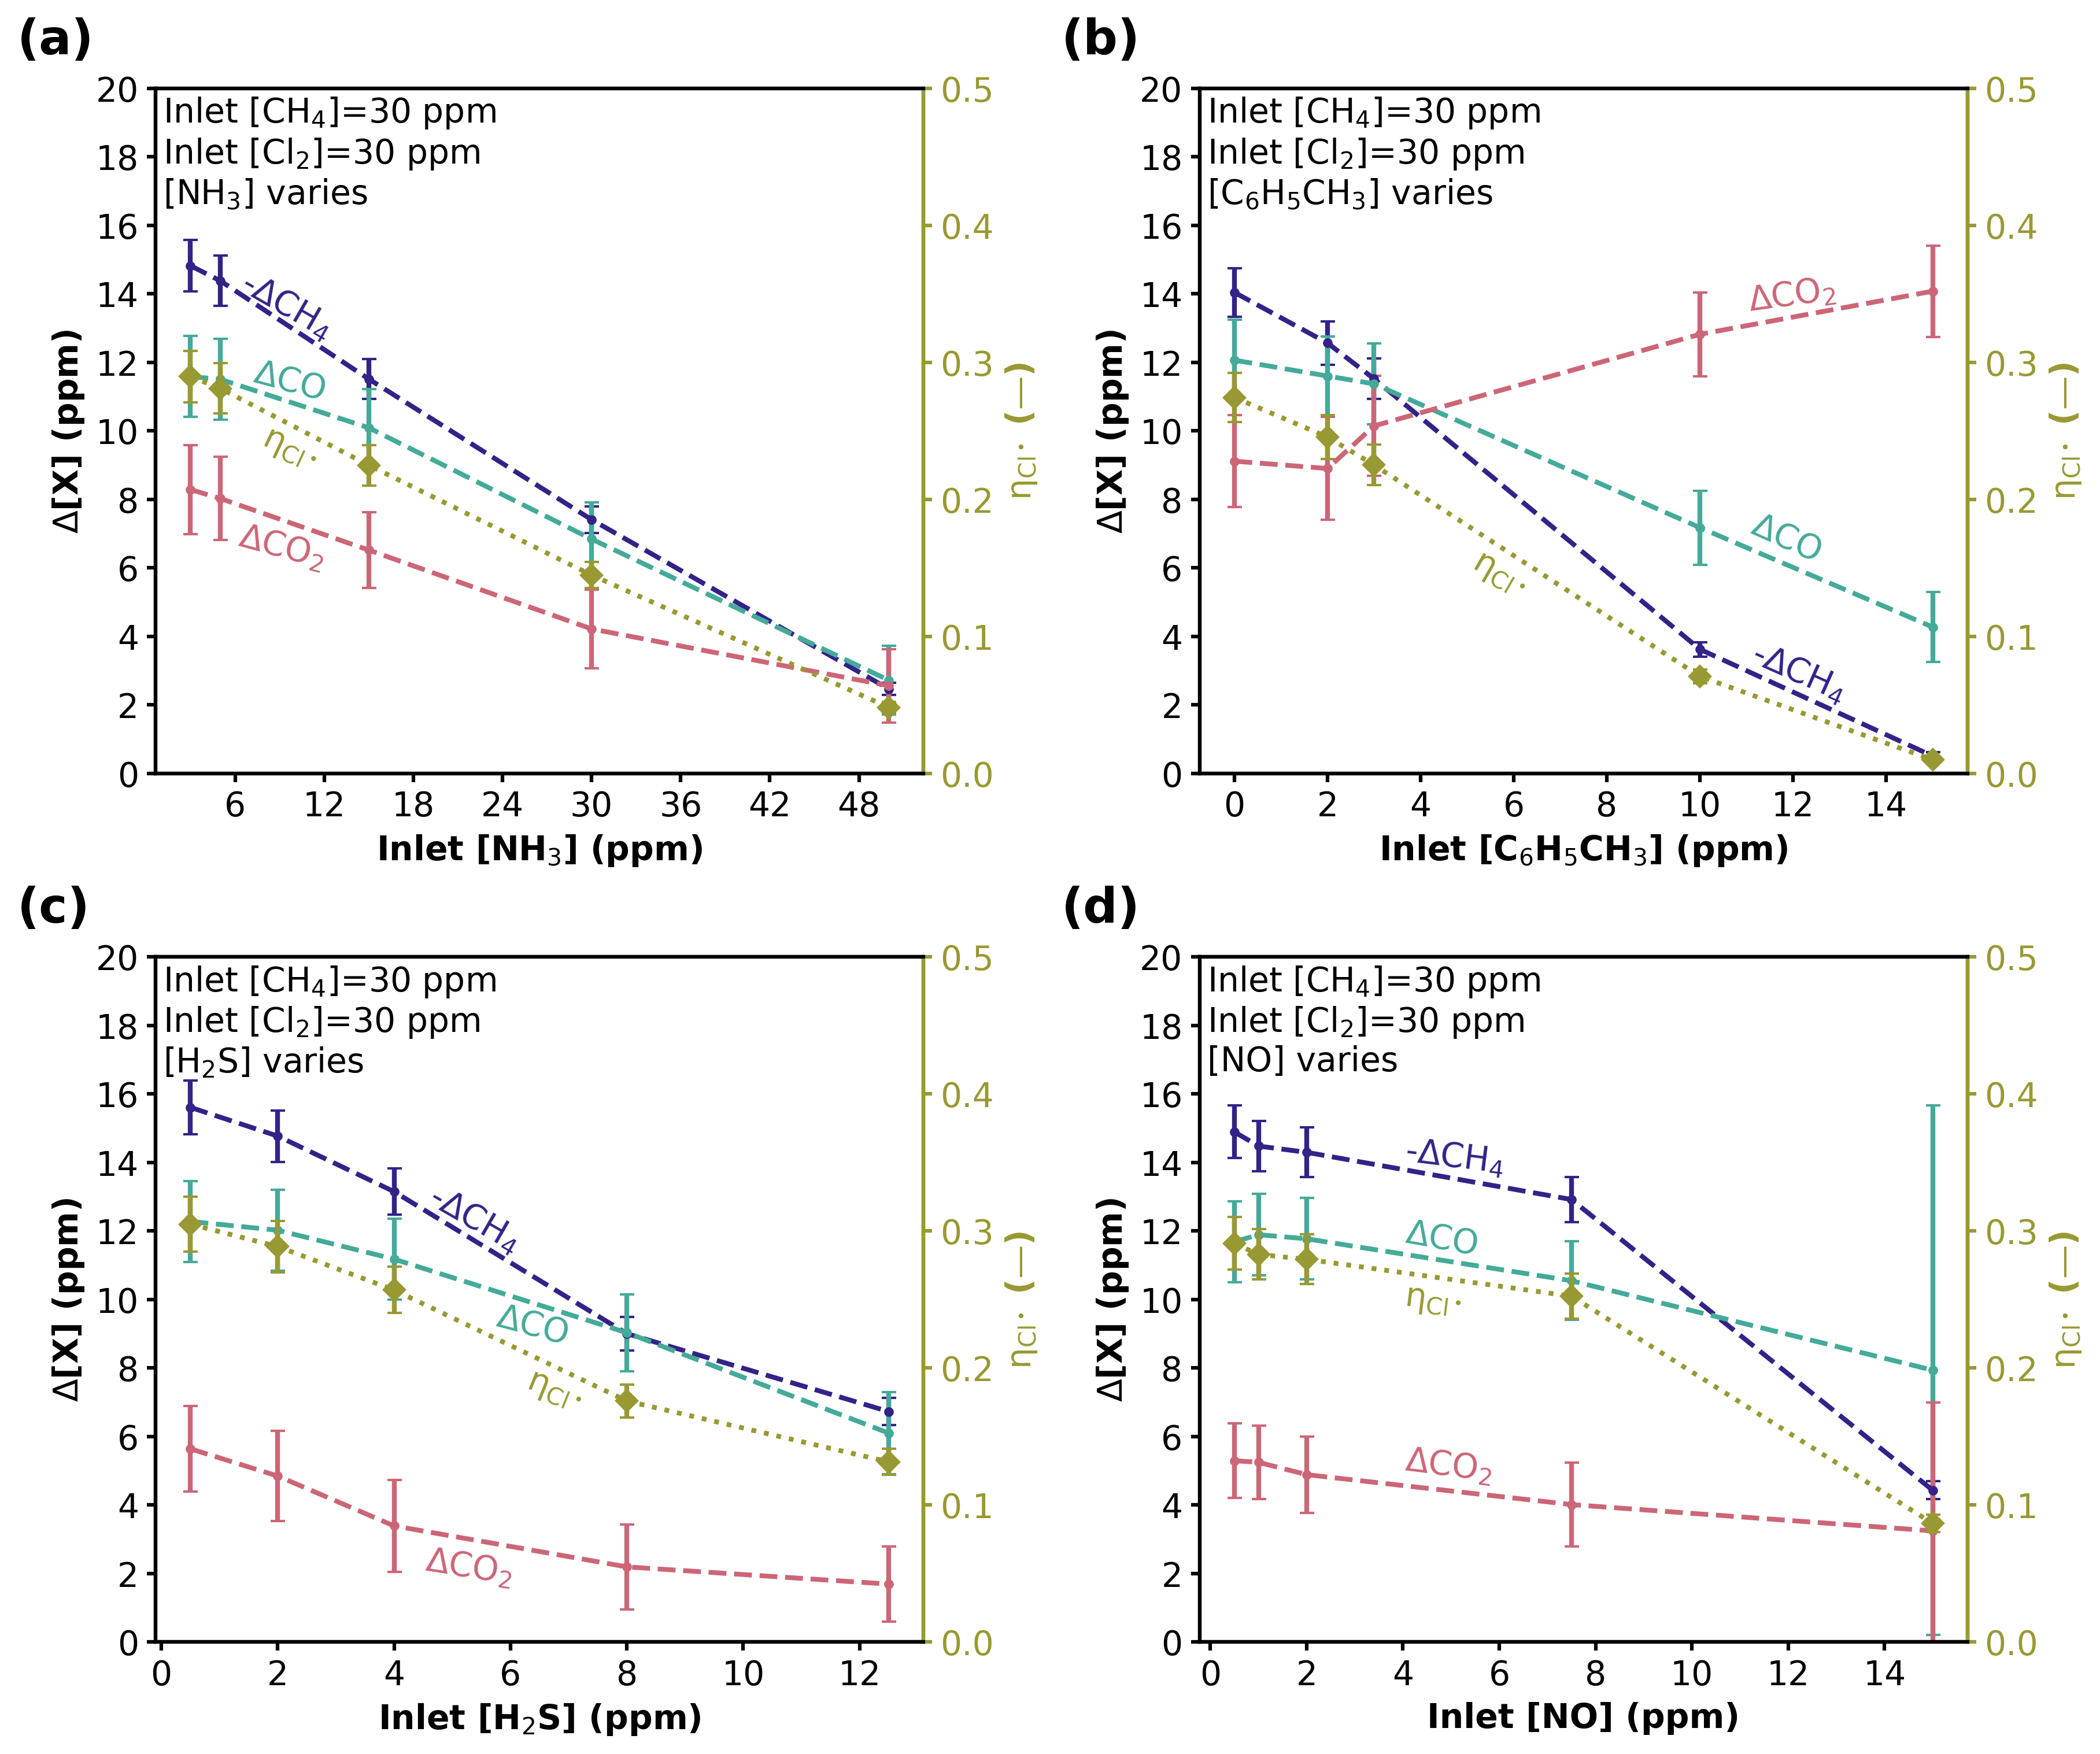 (a)
20
18
16
14
12
10
8
6
4
2
0
Δ[X] (ppm)
Inlet [CH₄]=30 ppm
Inlet [Cl₂]=30 ppm
[NH₃] varies
-ΔCH₄
ΔCO
η_Cl•
ΔCO₂
0.5
0.4
0.3
0.2
0.1
0.0
η_Cl• (—)
6 12 18 24 30 36 42 48
Inlet [NH₃] (ppm)
(b)
20
18
16
14
12
10
8
6
4
2
0
Δ[X] (ppm)
Inlet [CH₄]=30 ppm
Inlet [Cl₂]=30 ppm
[C₆H₅CH₃] varies
ΔCO₂
ΔCO
η_Cl•
-ΔCH₄
0.5
0.4
0.3
0.2
0.1
0.0
η_Cl• (—)
0 2 4 6 8 10 12 14
Inlet [C₆H₅CH₃] (ppm)
(c)
20
18
16
14
12
10
8
6
4
2
0
Δ[X] (ppm)
Inlet [CH₄]=30 ppm
Inlet [Cl₂]=30 ppm
[H₂S] varies
-ΔCH₄
ΔCO
η_Cl•
ΔCO₂
0.5
0.4
0.3
0.2
0.1
0.0
η_Cl• (—)
0 2 4 6 8 10 12
Inlet [H₂S] (ppm)
(d)
20
18
16
14
12
10
8
6
4
2
0
Δ[X] (ppm)
Inlet [CH₄]=30 ppm
Inlet [Cl₂]=30 ppm
[NO] varies
-ΔCH₄
ΔCO
η_Cl•
ΔCO₂
0.5
0.4
0.3
0.2
0.1
0.0
η_Cl• (—)
0 2 4 6 8 10 12 14
Inlet [NO] (ppm)